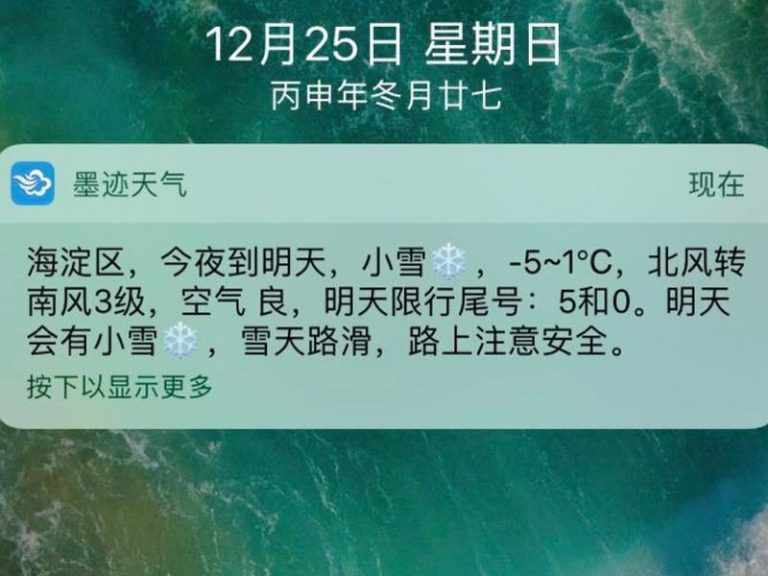 12月25日 星期日
丙申年冬月廿七
墨迹天气
现在
海淀区，今夜到明天，小雪❄️，-5~1℃，北风转
南风3级，空气 良，明天限行尾号：5和0。明天
会有小雪❄️，雪天路滑，路上注意安全。
按下以显示更多